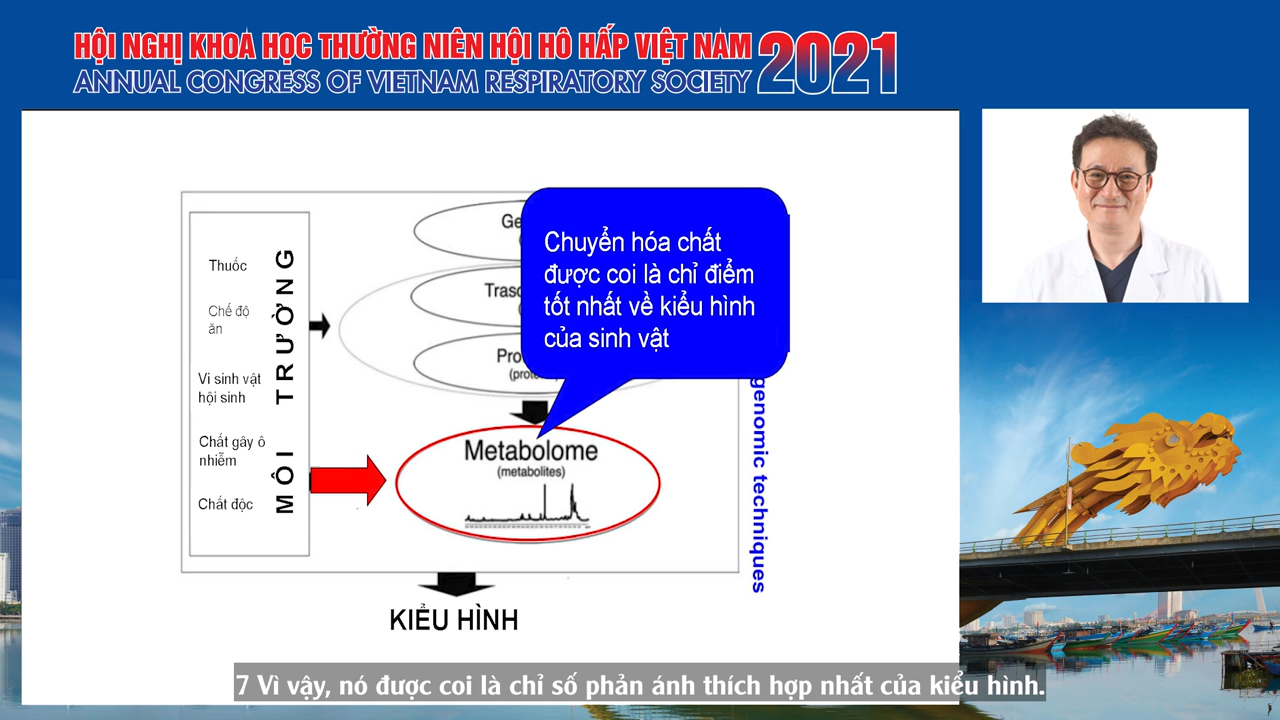 HỘI NGHỊ KHOA HỌC THƯỜNG NIÊN HỘI HÔ HẤP VIỆT NAM 2021
ANNUAL CONGRESS OF VIETNAM RESPIRATORY SOCIETY
Thuốc
Chế độ
ăn
Vi sinh vật
hội sinh
Chất gây ô
nhiễm
Chất độc
MÔI TRƯỜNG
Chuyển hóa chất
được coi là chỉ điểm
tốt nhất về kiểu hình
của sinh vật
Metabolome
(metabolites)
genomic techniques
KIỂU HÌNH
7 Vì vậy, nó được coi là chỉ số phản ánh thích hợp nhất của kiểu hình.